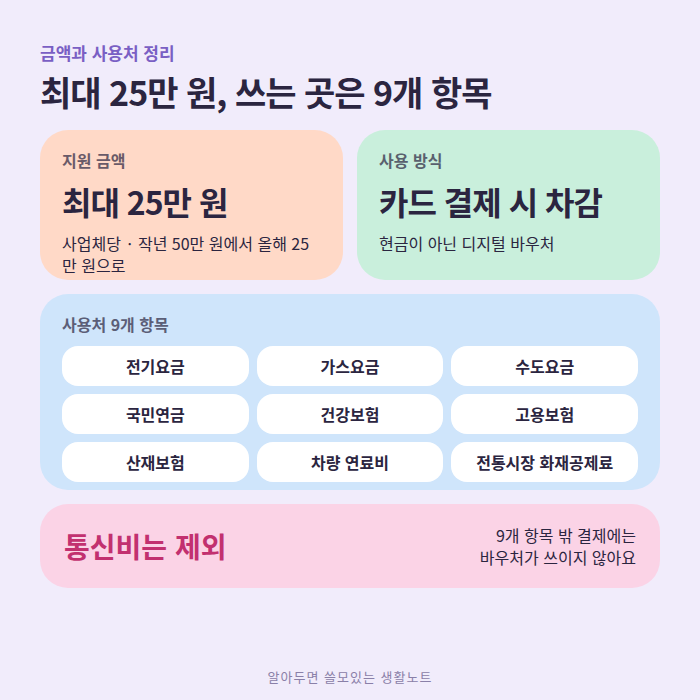 금액과 사용처 정리
최대 25만 원, 쓰는 곳은 9개 항목
지원 금액
최대 25만 원
사업체당 · 작년 50만 원에서 올해 25
만 원으로
사용 방식
카드 결제 시 차감
현금이 아닌 디지털 바우처
사용처 9개 항목
전기요금
가스요금
수도요금
국민연금
건강보험
고용보험
산재보험
차량 연료비
전통시장 화재공제료
통신비는 제외
9개 항목 밖 결제에는
바우처가 쓰이지 않아요
알아두면 쓸모있는 생활노트